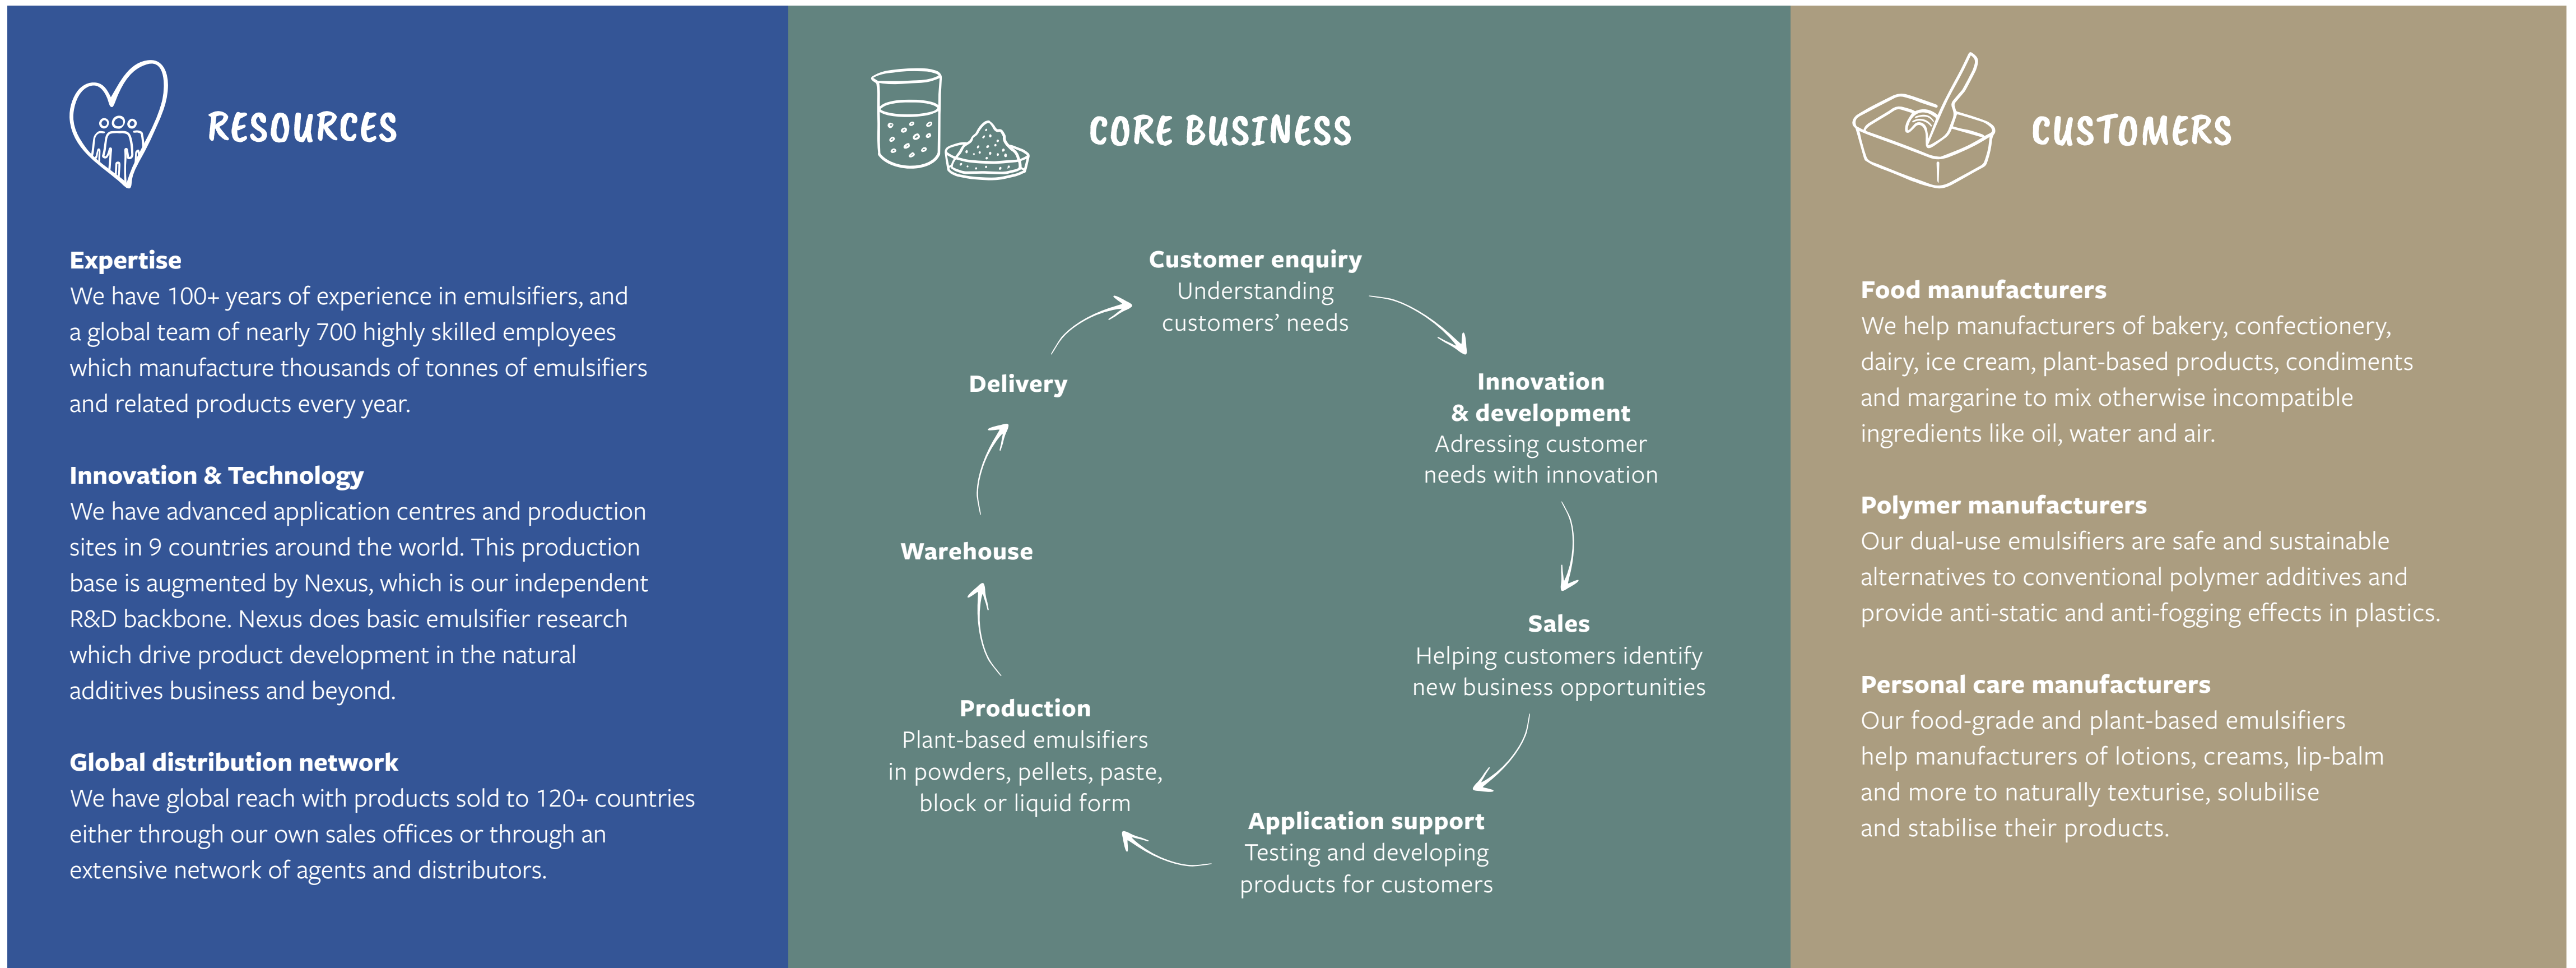 RESOURCES
Expertise
We have 100+ years of experience in emulsifiers, and
a global team of nearly 700 highly skilled employees
which manufacture thousands of tonnes of emulsifiers
and related products every year.
Innovation & Technology
We have advanced application centres and production
sites in 9 countries around the world. This production
base is augmented by Nexus, which is our independent
R&D backbone. Nexus does basic emulsifier research
which drive product development in the natural
additives business and beyond.
Global distribution network
We have global reach with products sold to 120+ countries
either through our own sales offices or through an
extensive network of agents and distributors.
CORE BUSINESS
Customer enquiry
Understanding
customers’ needs
Innovation
& development
Adressing customer
needs with innovation
Sales
Helping customers identify
new business opportunities
Application support
Testing and developing
products for customers
Production
Plant-based emulsifiers
in powders, pellets, paste,
block or liquid form
Warehouse
Delivery
CUSTOMERS
Food manufacturers
We help manufacturers of bakery, confectionery,
dairy, ice cream, plant-based products, condiments
and margarine to mix otherwise incompatible
ingredients like oil, water and air.
Polymer manufacturers
Our dual-use emulsifiers are safe and sustainable
alternatives to conventional polymer additives and
provide anti-static and anti-fogging effects in plastics.
Personal care manufacturers
Our food-grade and plant-based emulsifiers
help manufacturers of lotions, creams, lip-balm
and more to naturally texturise, solubilise
and stabilise their products.